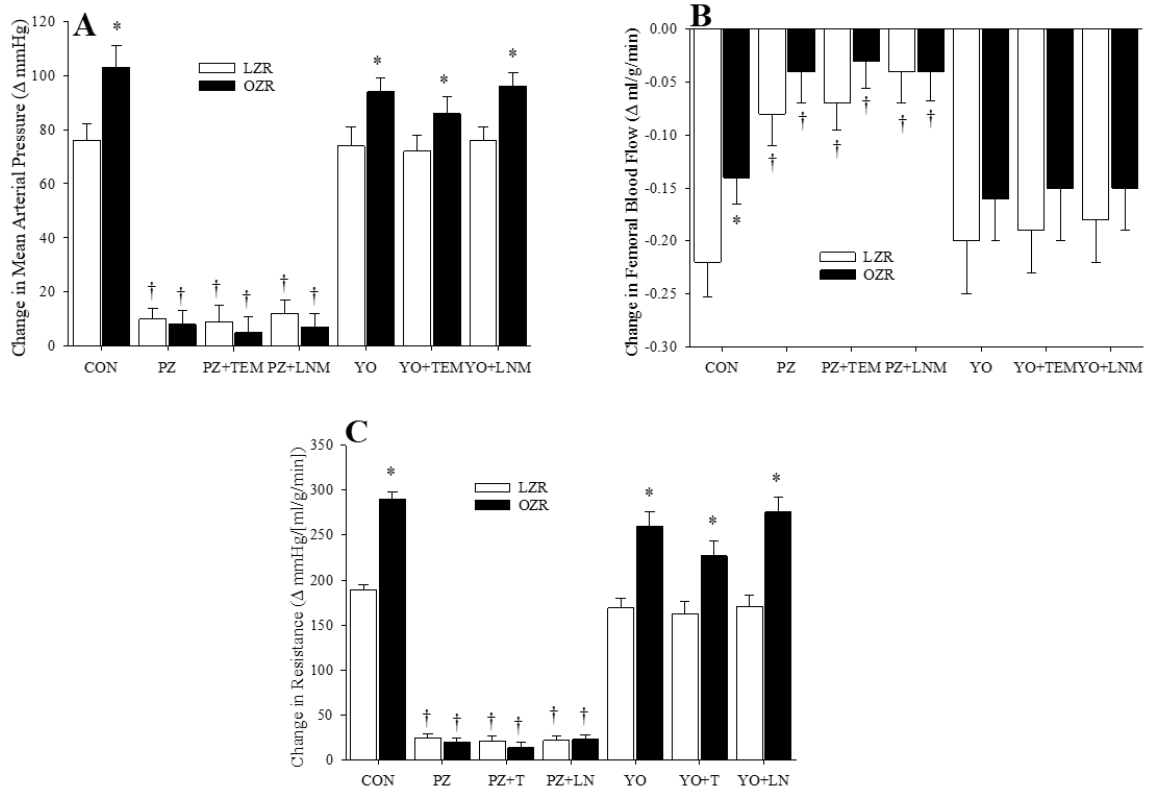 A
Change in Mean Arterial Pressure (Δ mmHg)
120
100
80
60
40
20
0
*
LZR
OZR
† † † † † †
* * *
CON PZ PZ+TEM PZ+LNM YO YO+TEM YO+LNM
B
Change in Femoral Blood Flow (Δ ml/g/min)
0.00
-0.05
-0.10
-0.15
-0.20
-0.25
-0.30
*
† † † † † †
LZR
OZR
CON PZ PZ+TEM PZ+LNM YO YO+TEM YO+LNM
C
Change in Resistance (Δ mmHg/[ml/g/min])
350
300
250
200
150
100
50
0
*
LZR
OZR
† † † † † †
* * *
CON PZ PZ+T PZ+LN YO YO+T YO+LN